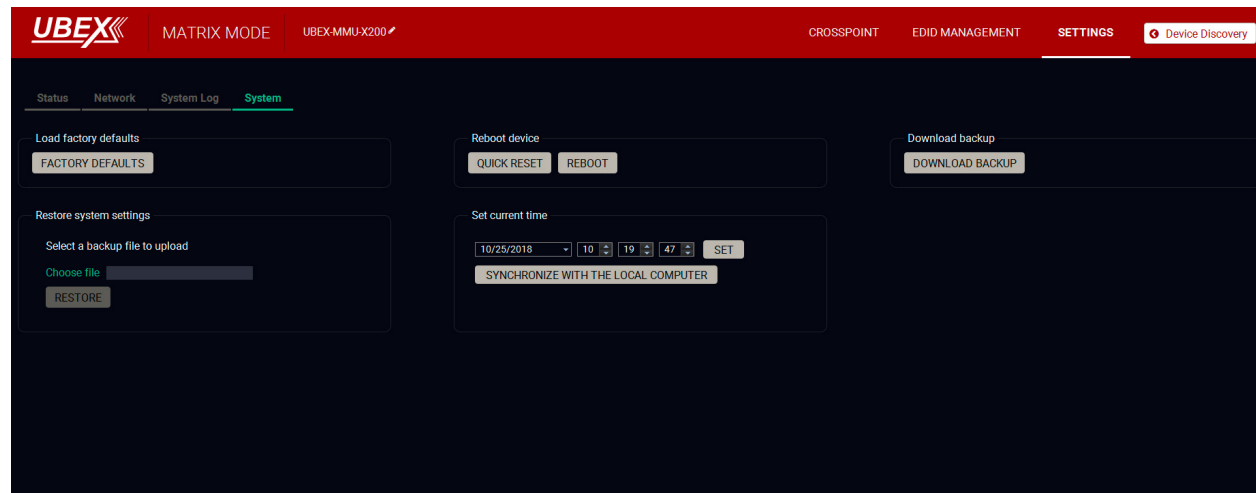 UBEX MATRIX MODE UBEX-MMU-X200 CROSSPOINT EDID MANAGEMENT SETTINGS Device Discovery
Status Network System Log System
Load factory defaults
FACTORY DEFAULTS
Reboot device
QUICK RESET REBOOT
Download backup
DOWNLOAD BACKUP
Restore system settings
Select a backup file to upload
Choose file
RESTORE
Set current time
10/25/2018 10 19 47 SET
SYNCHRONIZE WITH THE LOCAL COMPUTER